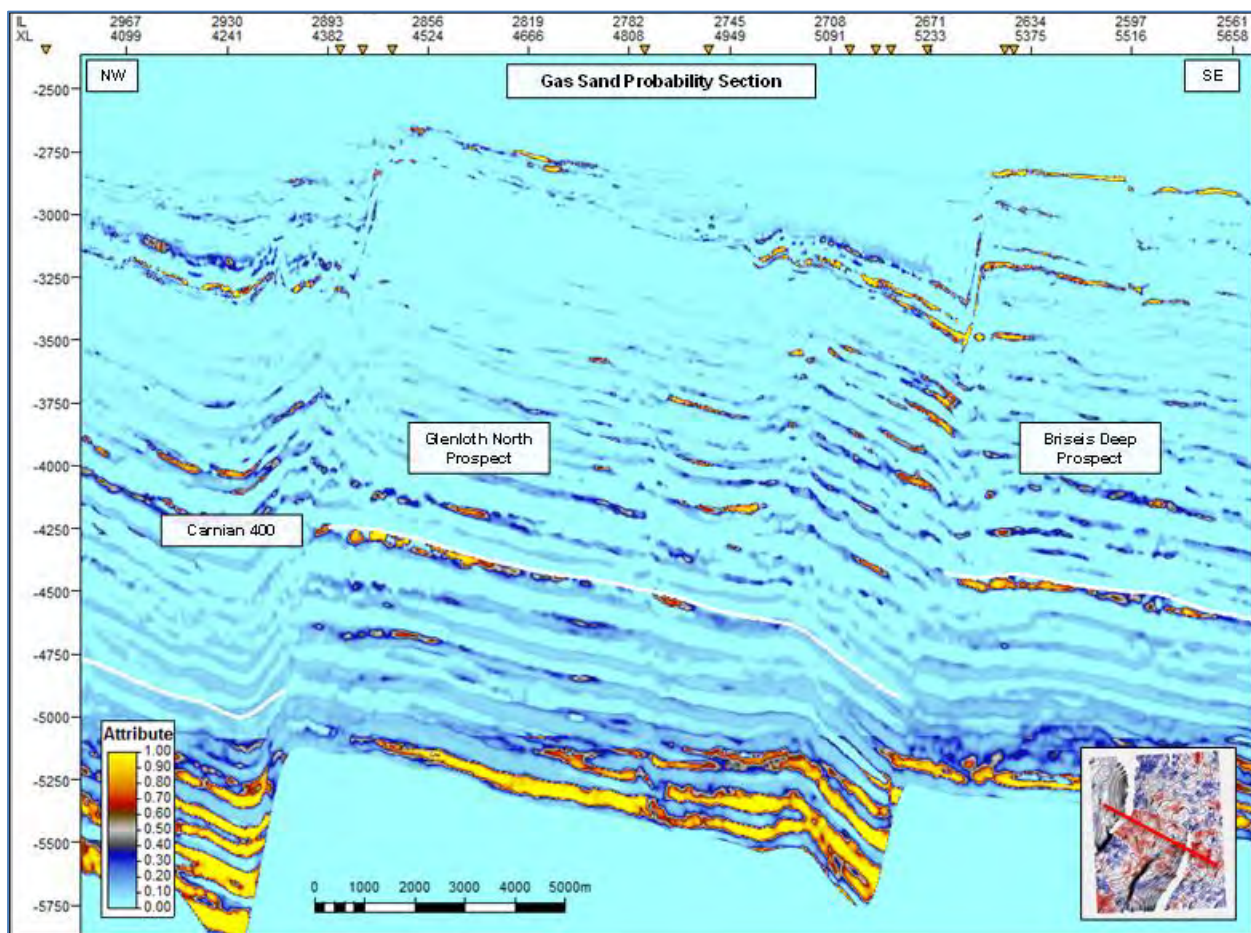 IL 2967 2930 2893 2856 2819 2782 2745 2708 2671 2634 2597 2561
XL 4099 4241 4382 4524 4666 4808 4949 5091 5233 5375 5516 5658
NW
Gas Sand Probability Section
SE
-2500
-2750
-3000
-3250
-3500
-3750
-4000
-4250
-4500
-4750
-5000
-5250
-5500
-5750
Glenloth North
Prospect
Briseis Deep
Prospect
Carnian 400
Attribute
1.00
0.90
0.80
0.70
0.60
0.50
0.40
0.30
0.20
0.10
0.00
0 1000 2000 3000 4000 5000m